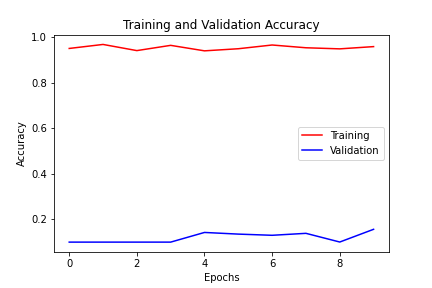 Training and Validation Accuracy
1.0
0.8
0.6
0.4
0.2
Accuracy
Training
Validation
0 2 4 6 8
Epochs